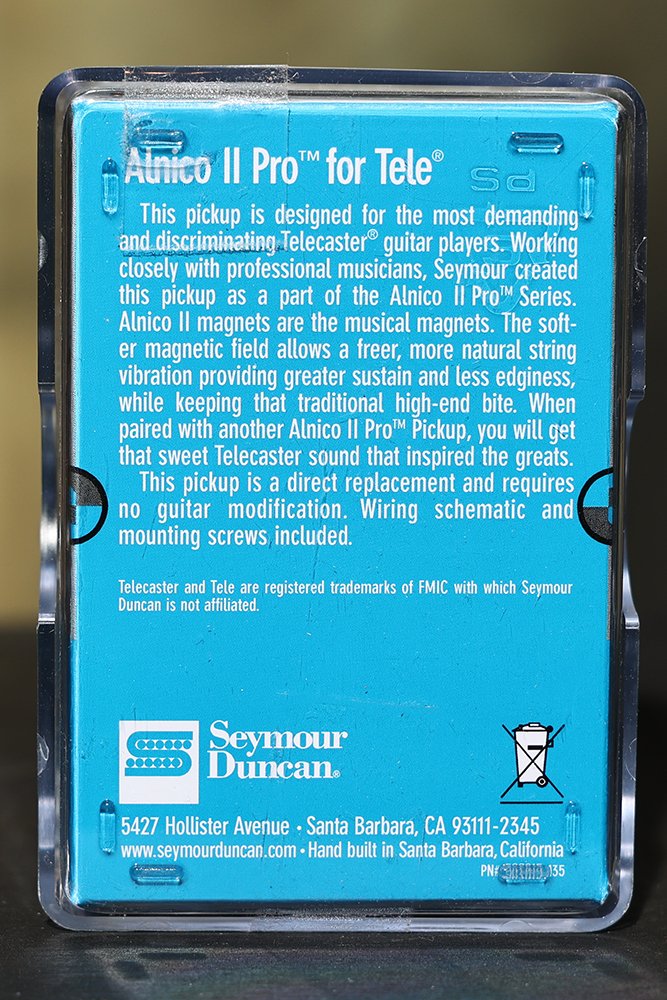 Alnico II Pro™ for Tele®
This pickup is designed for the most demanding
and discriminating Telecaster® guitar players. Working
closely with professional musicians, Seymour created
this pickup as a part of the Alnico II Pro™ Series.
Alnico II magnets are the musical magnets. The soft-
er magnetic field allows a freer, more natural string
vibration providing greater sustain and less edginess,
while keeping that traditional high-end bite. When
paired with another Alnico II Pro™ Pickup, you will get
that sweet Telecaster sound that inspired the greats.
This pickup is a direct replacement and requires
no guitar modification. Wiring schematic and
mounting screws included.
Telecaster and Tele are registered trademarks of FMIC with which Seymour
Duncan is not affiliated.
Seymour
Duncan®
5427 Hollister Avenue • Santa Barbara, CA 93111-2345
www.seymourduncan.com • Hand built in Santa Barbara, California
PN#